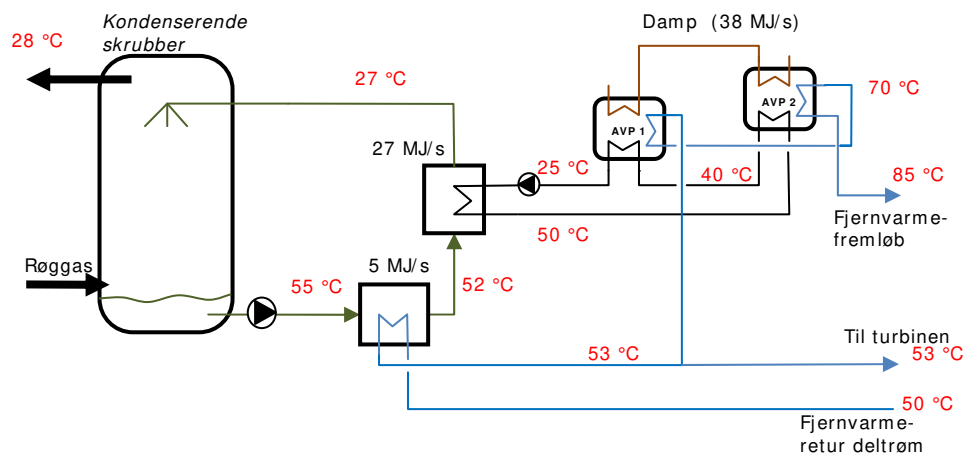 Kondenserende
skrubber
28 °C
Damp (38 MJ/s)
27 °C
70 °C
AVP 2
AVP 1
27 MJ/s
25 °C
40 °C
85 °C
Fjernvarme-
fremløb
50 °C
Røggas
5 MJ/s
55 °C
52 °C
Til turbinen
53 °C
53 °C
50 °C
Fjernvarme-
retur deltrøm